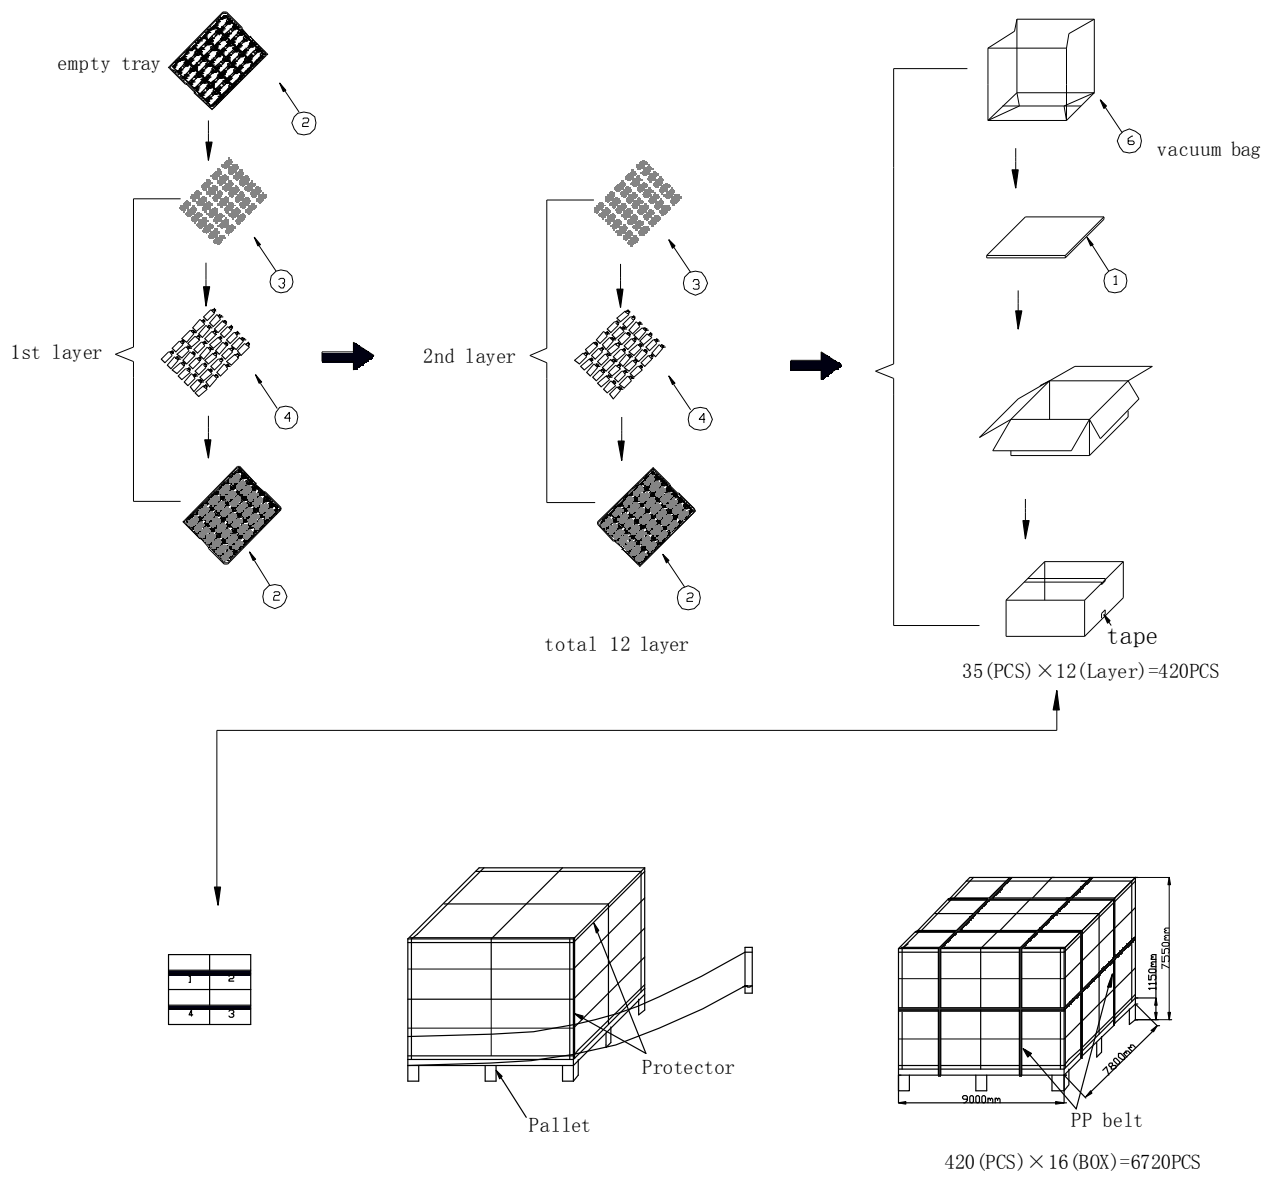 empty tray
2
6
vacuum bag
3
3
1
1st layer
2nd layer
4
4
2
2
total 12 layer
tape
35(PCS)×12(Layer)=420PCS
1 2
4 3
Protector
Pallet
1150mm
7550mm
7800mm
9000mm
PP belt
420(PCS)×16(BOX)=6720PCS